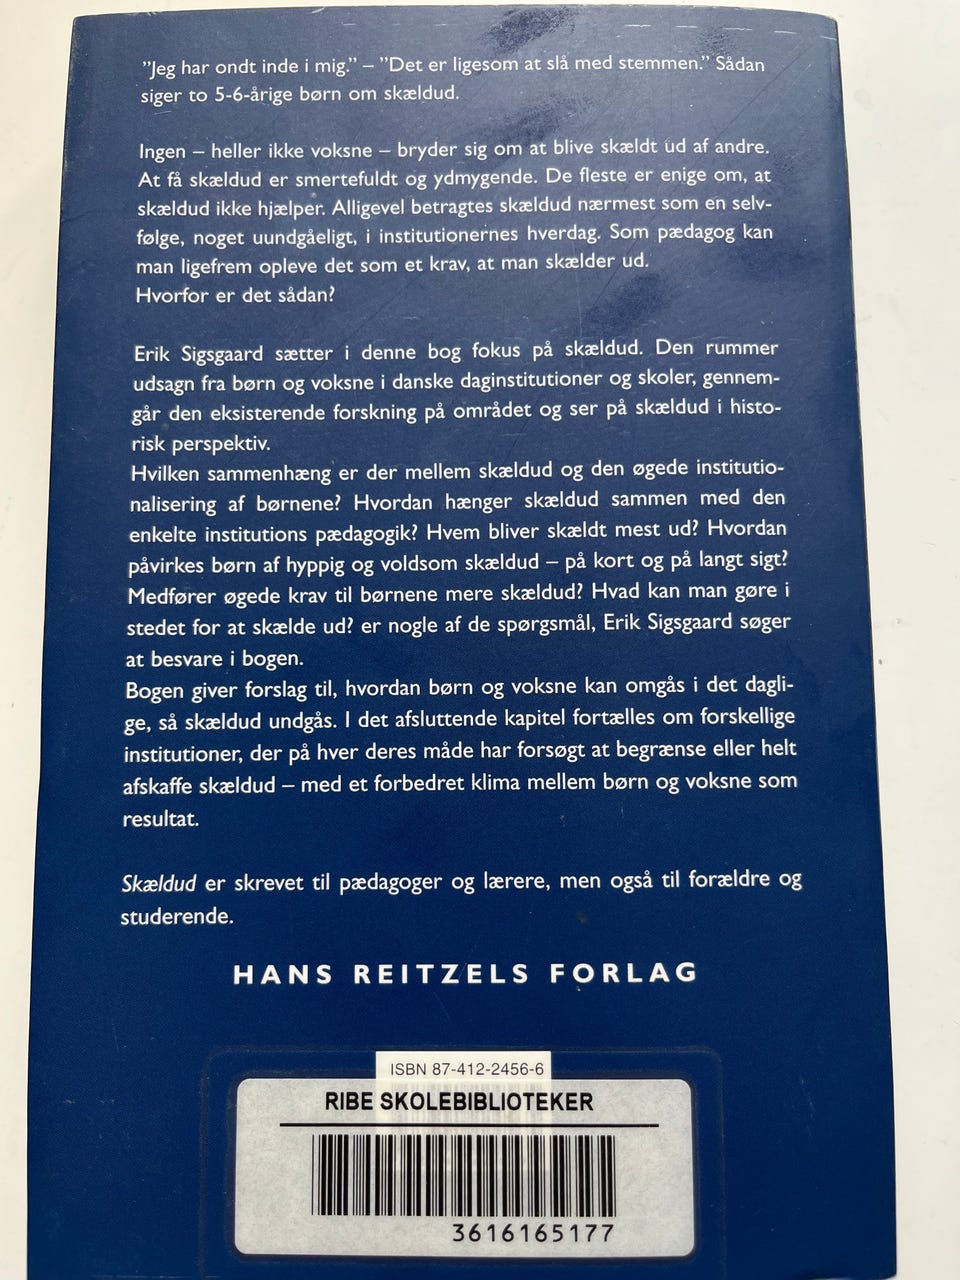 ”Jeg har ondt inde i mig.” – ”Det er ligesom at slå med stemmen.” Sådan
siger to 5-6-årige børn om skældud.
Ingen – heller ikke voksne – bryder sig om at blive skældt ud af andre.
At få skældud er smertefuldt og ydmygende. De fleste er enige om, at
skældud ikke hjælper. Alligevel betragtes skældud nærmest som en selv-
følge, noget uundgåeligt, i institutionernes hverdag. Som pædagog kan
man ligefrem opleve det som et krav, at man skælder ud.
Hvorfor er det sådan?
Erik Sigsgaard sætter i denne bog fokus på skældud. Den rummer
udsagn fra børn og voksne i danske daginstitutioner og skoler, gennem-
går den eksisterende forskning på området og ser på skældud i histo-
risk perspektiv.
Hvilken sammenhæng er der mellem skældud og den øgede institutio-
nalisering af børnene? Hvordan hænger skældud sammen med den
enkelte institutions pædagogik? Hvem bliver skældt mest ud? Hvordan
påvirkes børn af hyppig og voldsom skældud – på kort og på langt sigt?
Medfører øgede krav til børnene mere skældud? Hvad kan man gøre i
stedet for at skælde ud? er nogle af de spørgsmål, Erik Sigsgaard søger
at besvare i bogen.
Bogen giver forslag til, hvordan børn og voksne kan omgås i det dagli-
ge, så skældud undgås. I det afsluttende kapitel fortælles om forskellige
institutioner, der på hver deres måde har forsøgt at begrænse eller helt
afskaffe skældud – med et forbedret klima mellem børn og voksne som
resultat.
Skældud er skrevet til pædagoger og lærere, men også til forældre og
studerende.
HANS REITZELS FORLAG
ISBN 87-412-2456-6
RIBE SKOLEBIBLIOTEKER
3616165177